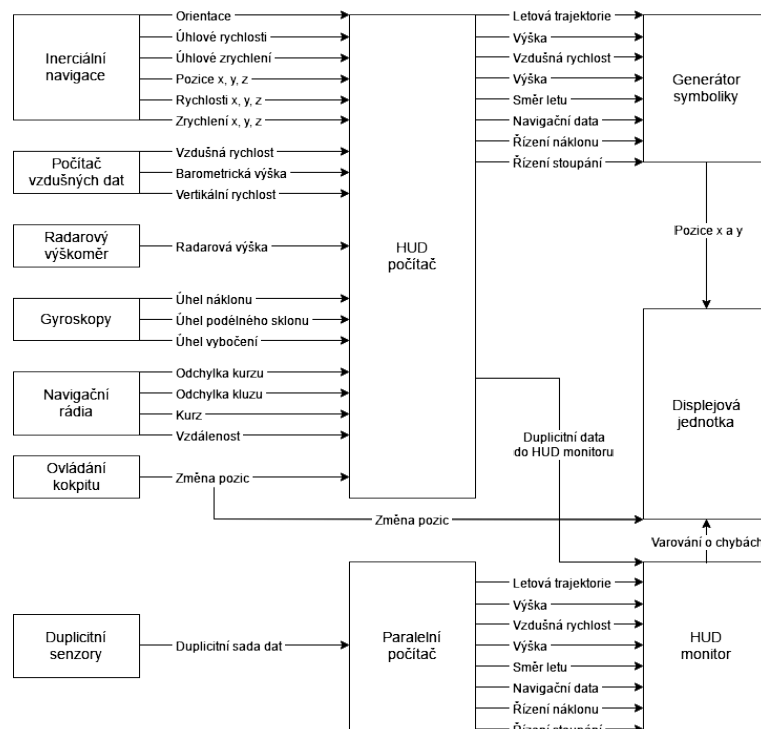 Inerciální
navigace
Orientace
Úhlové rychlosti
Úhlové zrychlení
Pozice x, y, z
Rychlosti x, y, z
Zrychlení x, y, z
Počítač
vzdušných dat
Vzdušná rychlost
Barometrická výška
Vertikální rychlost
Radarový
výškoměr
Radarová výška
Gyroskopy
Úhel náklonu
Úhel podélného sklonu
Úhel vybočení
Navigační
rádia
Odchylka kurzu
Odchylka kluzu
Kurz
Vzdálenost
Ovládání
kokpitu
Změna pozic
HUD
počítač
Letová trajektorie
Výška
Vzdušná rychlost
Výška
Směr letu
Navigační data
Řízení náklonu
Řízení stoupání
Generátor
symboliky
Pozice x a y
Displejová
jednotka
Duplicitní data
do HUD monitoru
Změna pozic
Varování o chybách
Duplicitní
senzory
Duplicitní sada dat
Paralelní
počítač
Letová trajektorie
Výška
Vzdušná rychlost
Výška
Směr letu
Navigační data
Řízení náklonu
Řízení stoupání
HUD
monitor